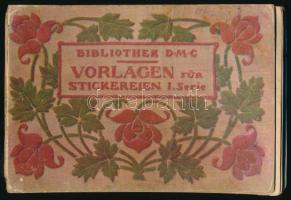 BIBLIOTHEK D·M·C
VORLAGEN FÜR
STICKEREIEN I. Serie